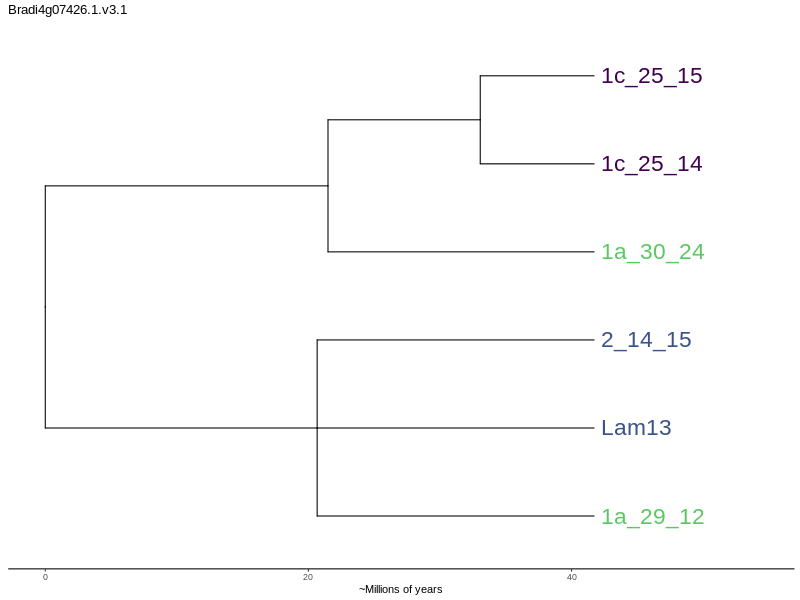 Bradi4g07426.1.v3.1
1c_25_15
1c_25_14
1a_30_24
2_14_15
Lam13
1a_29_12
0 20 40
~Millions of years